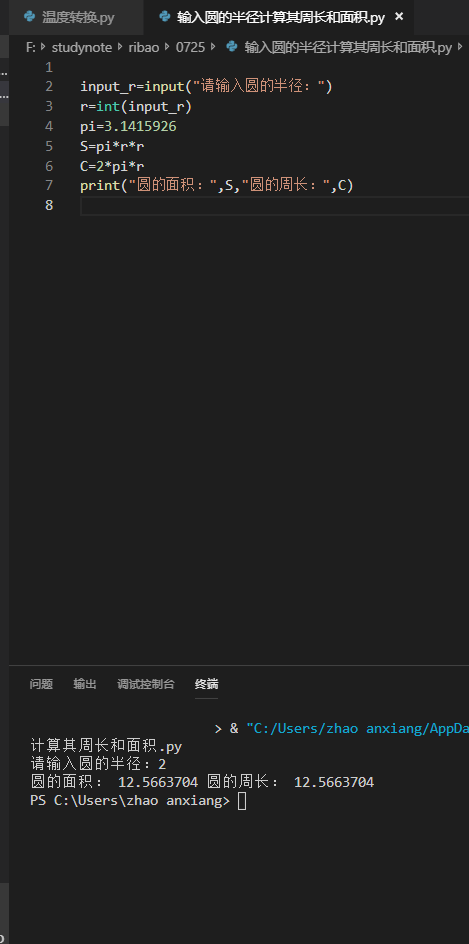 温度转换.py 输入圆的半径计算其周长和面积.py ×
F: > studynote > ribao > 0725 > 输入圆的半径计算其周长和面积.py >
1
2 input_r=input("请输入圆的半径：")
3 r=int(input_r)
4 pi=3.1415926
5 S=pi*r*r
6 C=2*pi*r
7 print("圆的面积：",S,"圆的周长：",C)
8
问题 输出 调试控制台 终端
> & "C:/Users/zhao anxiang/AppDa
计算其周长和面积.py
请输入圆的半径：2
圆的面积： 12.5663704 圆的周长： 12.5663704
PS C:\Users\zhao anxiang>